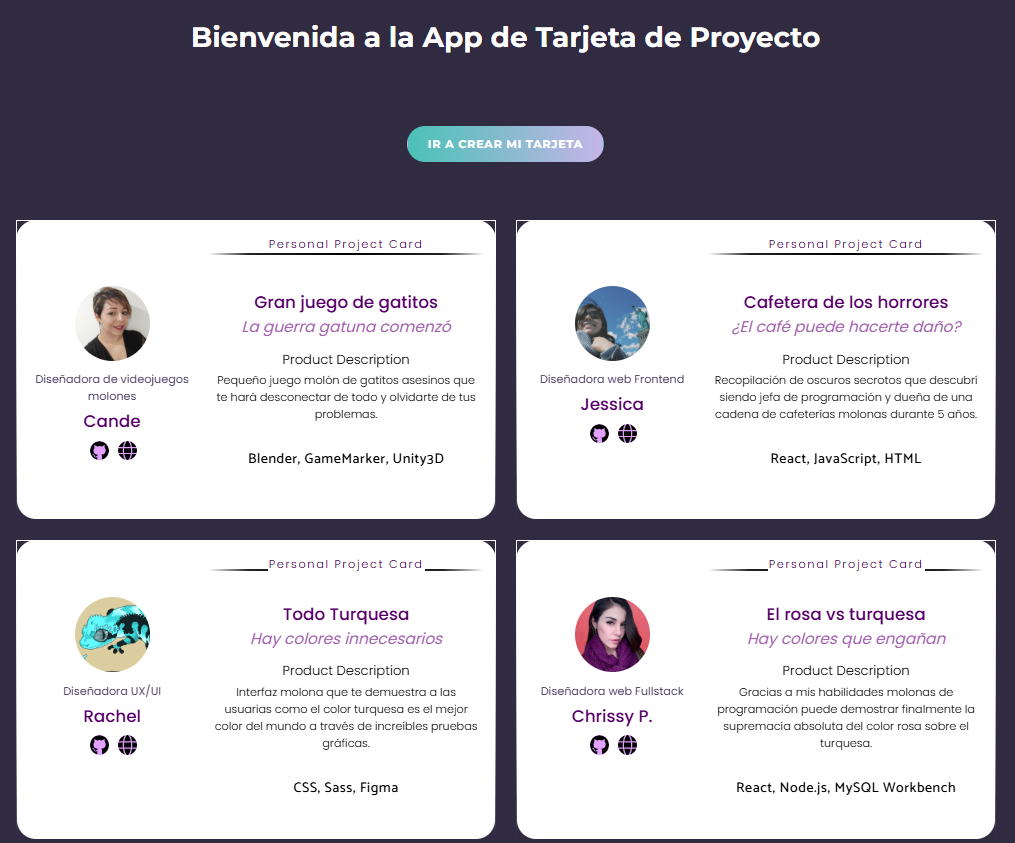 Bienvenida a la App de Tarjeta de Proyecto
IR A CREAR MI TARJETA
Personal Project Card
Diseñadora de videojuegos
molones
Cande
Gran juego de gatitos
La guerra gatuna comenzó
Product Description
Pequeño juego molón de gatitos asesinos que
te hará desconectar de todo y olvidarte de tus
problemas.
Blender, GameMarker, Unity3D
Personal Project Card
Diseñadora web Frontend
Jessica
Cafetera de los horrores
¿El café puede hacerte daño?
Product Description
Recopilación de oscuros secretos que descubrí
siendo jefa de programación y dueña de una
cadena de cafeterías molonas durante 5 años.
React, JavaScript, HTML
Personal Project Card
Diseñadora UX/UI
Rachel
Todo Turquesa
Hay colores innecesarios
Product Description
Interfaz molona que te demuestra a las
usuarias como el color turquesa es el mejor
color del mundo a través de increíbles pruebas
gráficas.
CSS, Sass, Figma
Personal Project Card
Diseñadora web Fullstack
Chrissy P.
El rosa vs turquesa
Hay colores que engañan
Product Description
Gracias a mis habilidades molonas de
programación puede demostrar finalmente la
supremacía absoluta del color rosa sobre el
turquesa.
React, Node.js, MySQL Workbench